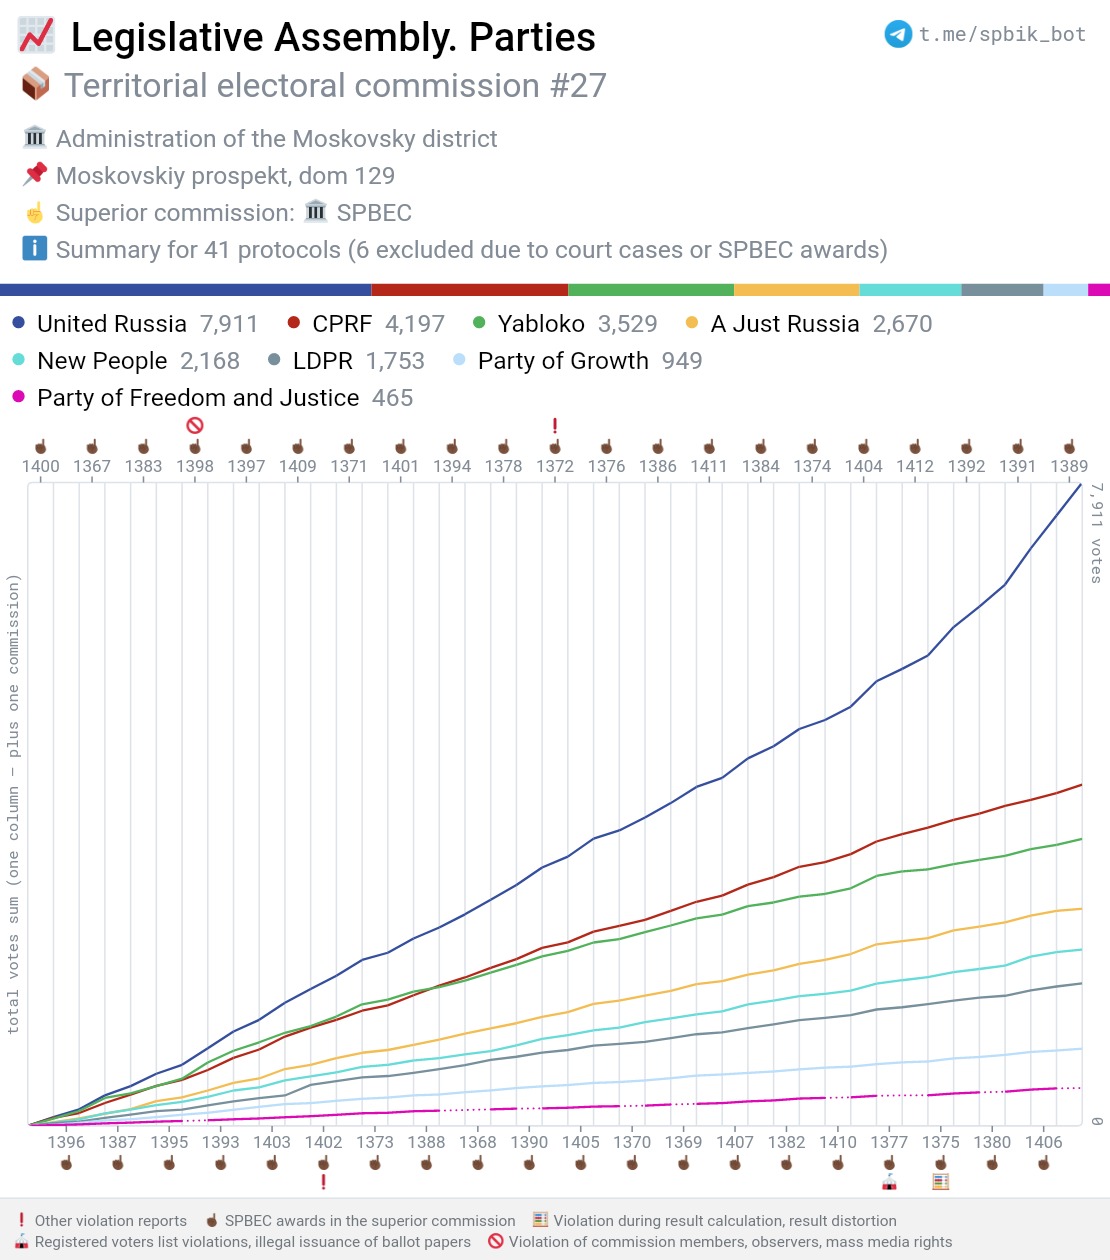 Legislative Assembly. Parties
t.me/spbik_bot
Territorial electoral commission #27
Administration of the Moskovsky district
Moskovskiy prospekt, dom 129
Superior commission: SPBEC
Summary for 41 protocols (6 excluded due to court cases or SPBEC awards)
United Russia 7,911 CPRF 4,197 Yabloko 3,529 A Just Russia 2,670
New People 2,168 LDPR 1,753 Party of Growth 949
Party of Freedom and Justice 465
1400 1367 1383 1398 1397 1409 1371 1401 1394 1378 1372 1376 1386 1411 1384 1374 1404 1412 1392 1391 1389
7,911 votes
total votes sum (one column – plus one commission)
0
1396 1387 1395 1393 1403 1402 1373 1388 1368 1390 1405 1370 1369 1407 1382 1410 1377 1375 1380 1406
Other violation reports SPBEC awards in the superior commission Violation during result calculation, result distortion
Registered voters list violations, illegal issuance of ballot papers Violation of commission members, observers, mass media rights